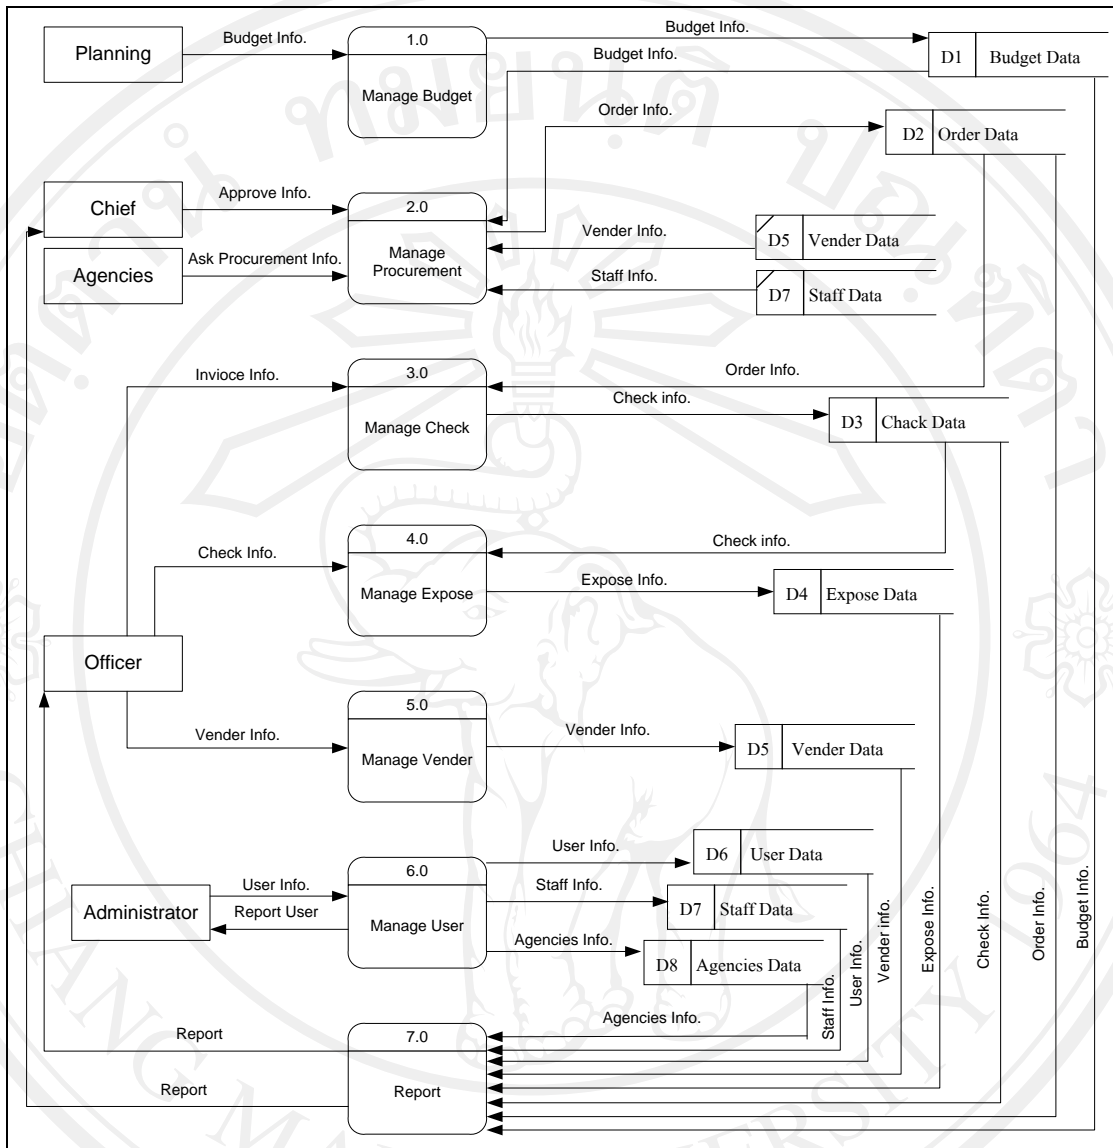 Planning
Budget Info.
1.0
Manage Budget
Budget Info.
Budget Info.
D1 Budget Data
Order Info.
D2 Order Data
Chief
Approve Info.
2.0
Manage
Procurement
Agencies
Ask Procurement Info.
Vender Info.
D5 Vender Data
Staff Info.
D7 Staff Data
Invioce Info.
3.0
Manage Check
Order Info.
Check info.
D3 Chack Data
Check Info.
4.0
Manage Expose
Check info.
Expose Info.
D4 Expose Data
Officer
Vender Info.
5.0
Manage Vender
Vender Info.
D5 Vender Data
Administrator
User Info.
Report User
6.0
Manage User
User Info.
D6 User Data
Staff Info.
D7 Staff Data
Agencies Info.
D8 Agencies Data
Staff Info.
User Info.
Vender info.
Expose Info.
Check Info.
Order Info.
Budget Info.
Agencies Info.
Report
Report
7.0
Report
CHIANG MAI UNIVERSITY 1964